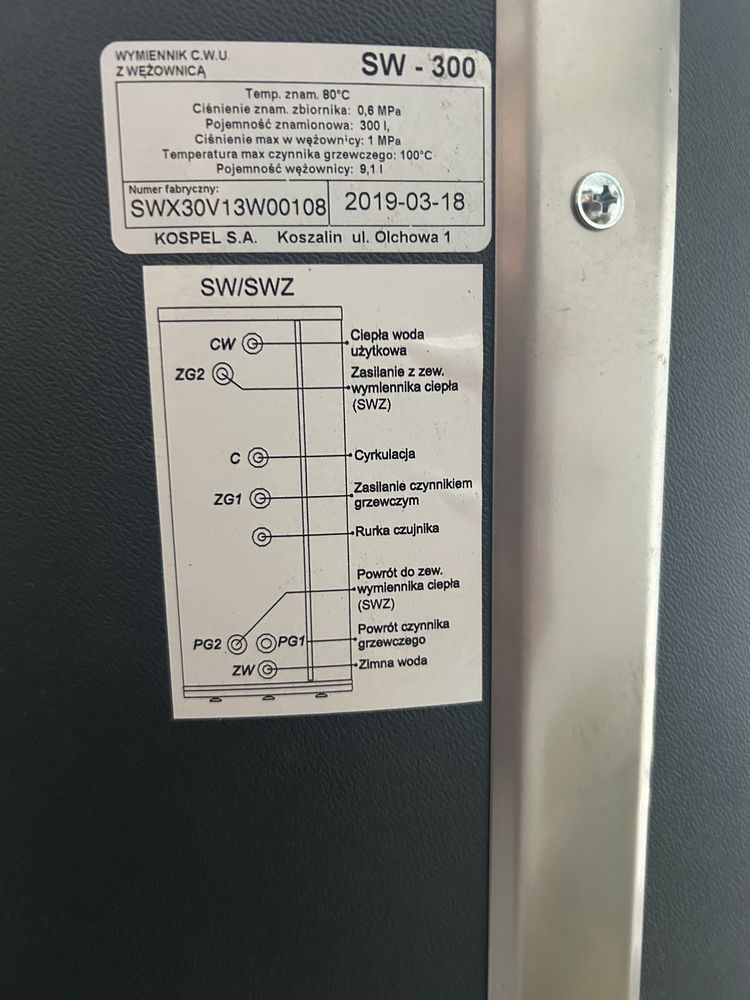 WYMIENNIK C.W.U.
Z WĘŻOWNICĄ
SW - 300
Temp. znam. 80°C
Ciśnienie znam. zbiornika: 0,6 MPa
Pojemność znamionowa: 300 l,
Ciśnienie max w wężownicy: 1 MPa
Temperatura max czynnika grzewczego: 100°C
Pojemność wężownicy: 9,1 l
Numer fabryczny:
SWX30V13W00108
2019-03-18
KOSPEL S.A. Koszalin ul. Olchowa 1
SW/SWZ
CW
Ciepła woda
użytkowa
ZG2
Zasilanie z zew.
wymiennika ciepła
(SWZ)
C
Cyrkulacja
ZG1
Zasilanie czynnikiem
grzewczym
Rurka czujnika
Powrót do zew.
wymiennika ciepła
(SWZ)
PG2
PG1
Powrót czynnika
grzewczego
ZW
Zimna woda